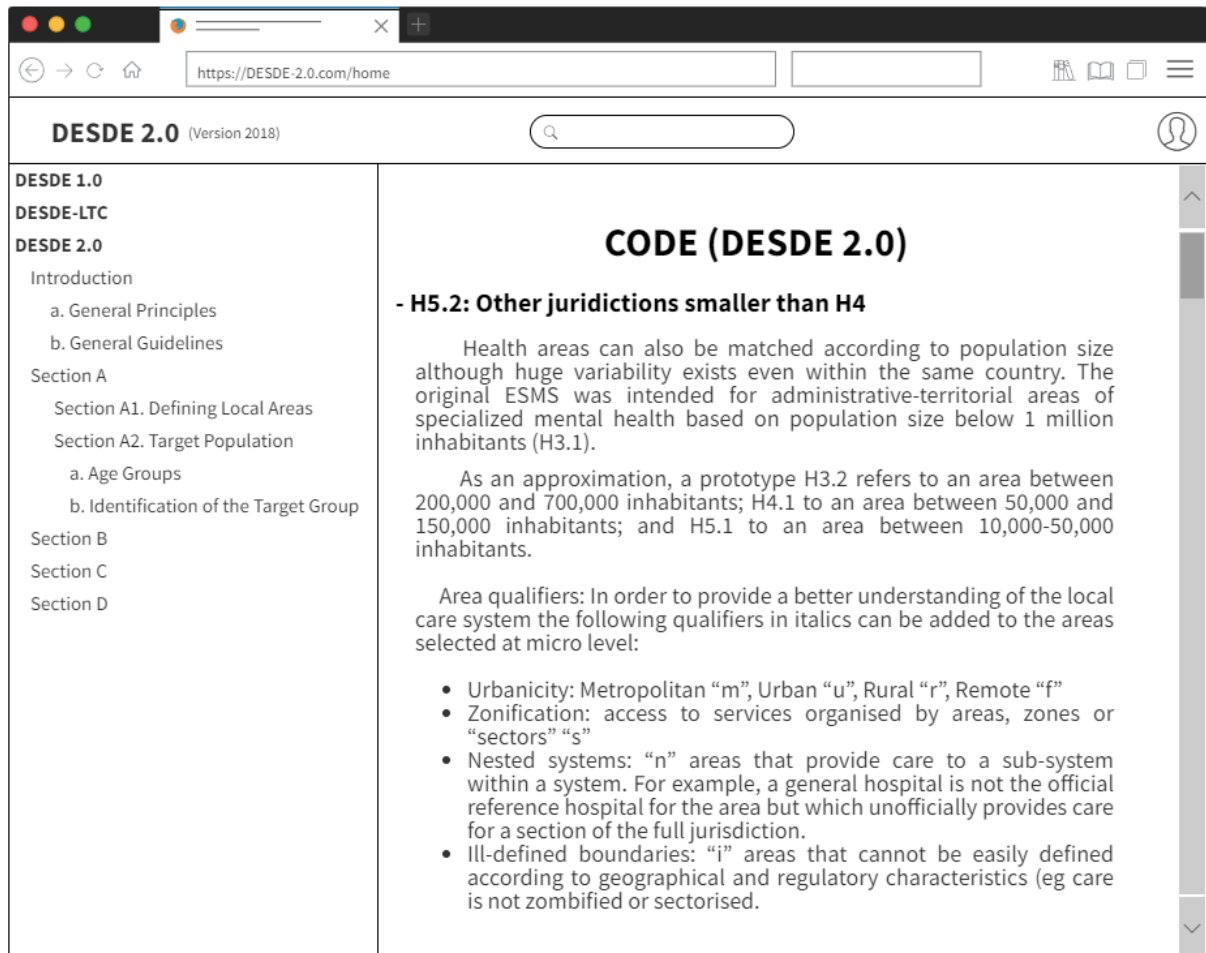 https://DESDE-2.0.com/home
DESDE 2.0 (Version 2018)
DESDE 1.0
DESDE-LTC
DESDE 2.0
Introduction
a. General Principles
b. General Guidelines
Section A
Section A1. Defining Local Areas
Section A2. Target Population
a. Age Groups
b. Identification of the Target Group
Section B
Section C
Section D
CODE (DESDE 2.0)
- H5.2: Other juridictions smaller than H4
Health areas can also be matched according to population size
although huge variability exists even within the same country. The
original ESMS was intended for administrative-territorial areas of
specialized mental health based on population size below 1 million
inhabitants (H3.1).
As an approximation, a prototype H3.2 refers to an area between
200,000 and 700,000 inhabitants; H4.1 to an area between 50,000 and
150,000 inhabitants; and H5.1 to an area between 10,000-50,000
inhabitants.
Area qualifiers: In order to provide a better understanding of the local
care system the following qualifiers in italics can be added to the areas
selected at micro level:
• Urbanicity: Metropolitan “m”, Urban “u”, Rural “r”, Remote “f”
• Zonification: access to services organised by areas, zones or
“sectors” “s”
• Nested systems: “n” areas that provide care to a sub-system
within a system. For example, a general hospital is not the official
reference hospital for the area but which unofficially provides care
for a section of the full jurisdiction.
• Ill-defined boundaries: “i” areas that cannot be easily defined
according to geographical and regulatory characteristics (eg care
is not zombified or sectorised.